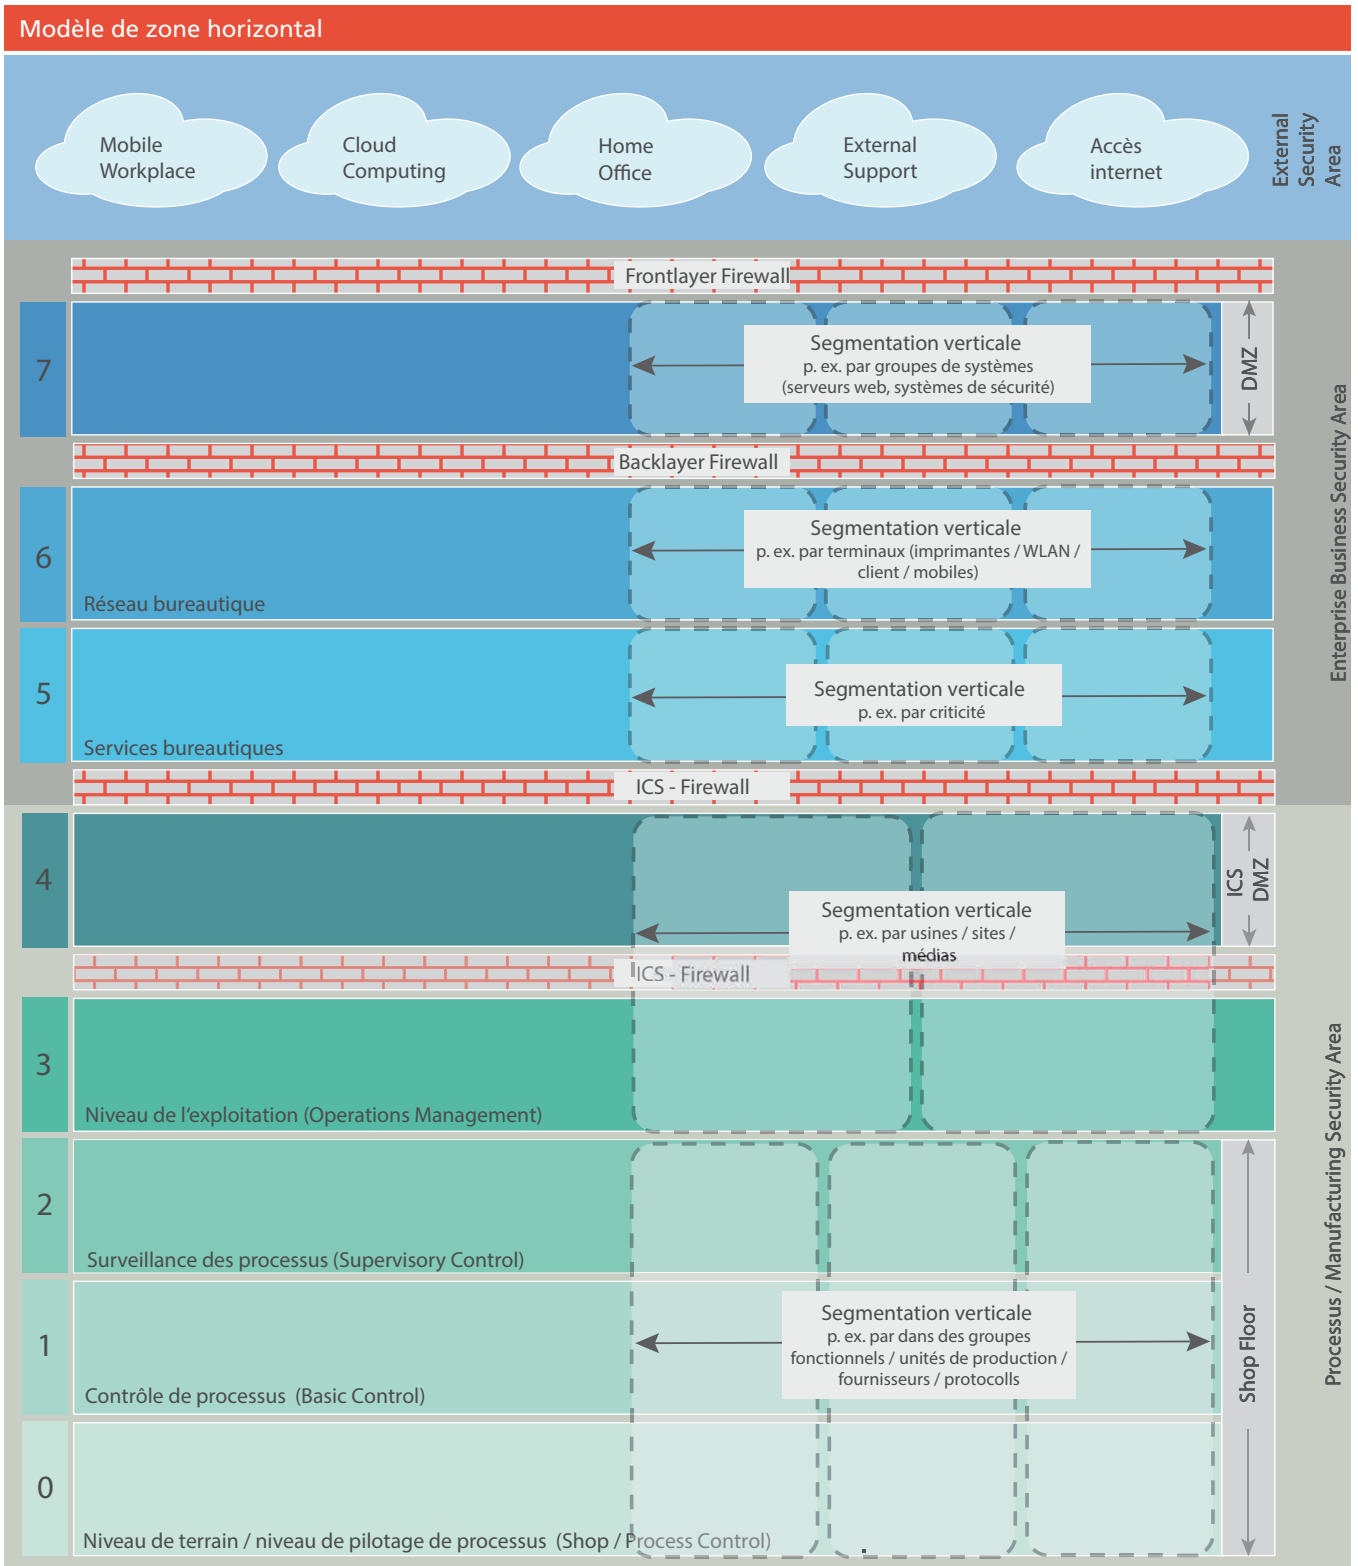 Modèle de zone horizontal
Mobile
Workplace
Cloud
Computing
Home
Office
External
Support
Accès
internet
External
Security
Area
Frontlayer Firewall
7
Segmentation verticale
p. ex. par groupes de systèmes
(serveurs web, systèmes de sécurité)
DMZ
Enterprise Business Security Area
Backlayer Firewall
6
Segmentation verticale
p. ex. par terminaux (imprimantes / WLAN /
client / mobiles)
Réseau bureautique
5
Segmentation verticale
p. ex. par criticité
Services bureautiques
ICS - Firewall
4
Segmentation verticale
p. ex. par usines / sites /
médias
ICS
DMZ
ICS - Firewall
3
Niveau de l‘exploitation (Operations Management)
Processus / Manufacturing Security Area
2
Surveillance des processus (Supervisory Control)
1
Segmentation verticale
p. ex. par dans des groupes
fonctionnels / unités de production /
fournisseurs / protocolls
Contrôle de processus (Basic Control)
Shop Floor
0
Niveau de terrain / niveau de pilotage de processus (Shop / Process Control)